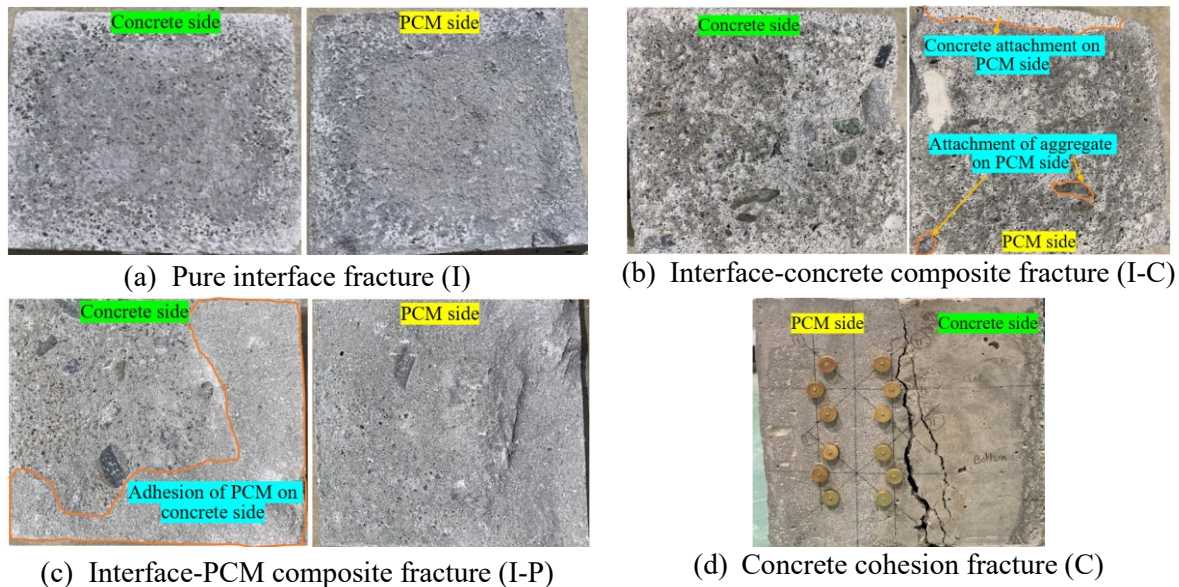 Concrete side
PCM side
(a) Pure interface fracture (I)
Concrete side
Concrete attachment on
PCM side
Attachment of aggregate
on PCM side
PCM side
(b) Interface-concrete composite fracture (I-C)
Concrete side
PCM side
Adhesion of PCM on
concrete side
(c) Interface-PCM composite fracture (I-P)
PCM side
Concrete side
Bottom
(d) Concrete cohesion fracture (C)